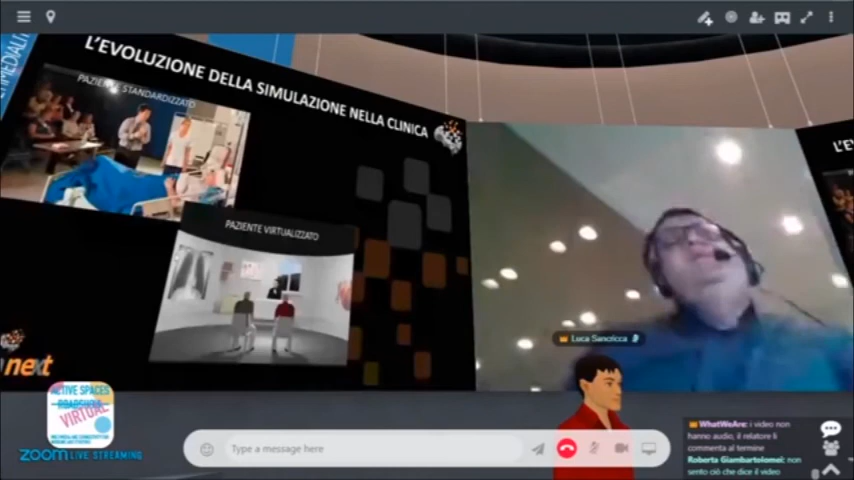 L'EVOLUZIONE DELLA SIMULAZIONE NELLA CLINICA
PAZIENTE STANDARDIZZATO
PAZIENTE VIRTUALIZZATO
next
L'E
Luca Sancricca
ACTIVE SPACES
VIRTUAL
zoom LIVE STREAMING
Type a message here
WhatWeAre: i video non
hanno audio, il relatore li
commenta al termine
Roberta Giambartolomei: non
sento ciò che dice il video